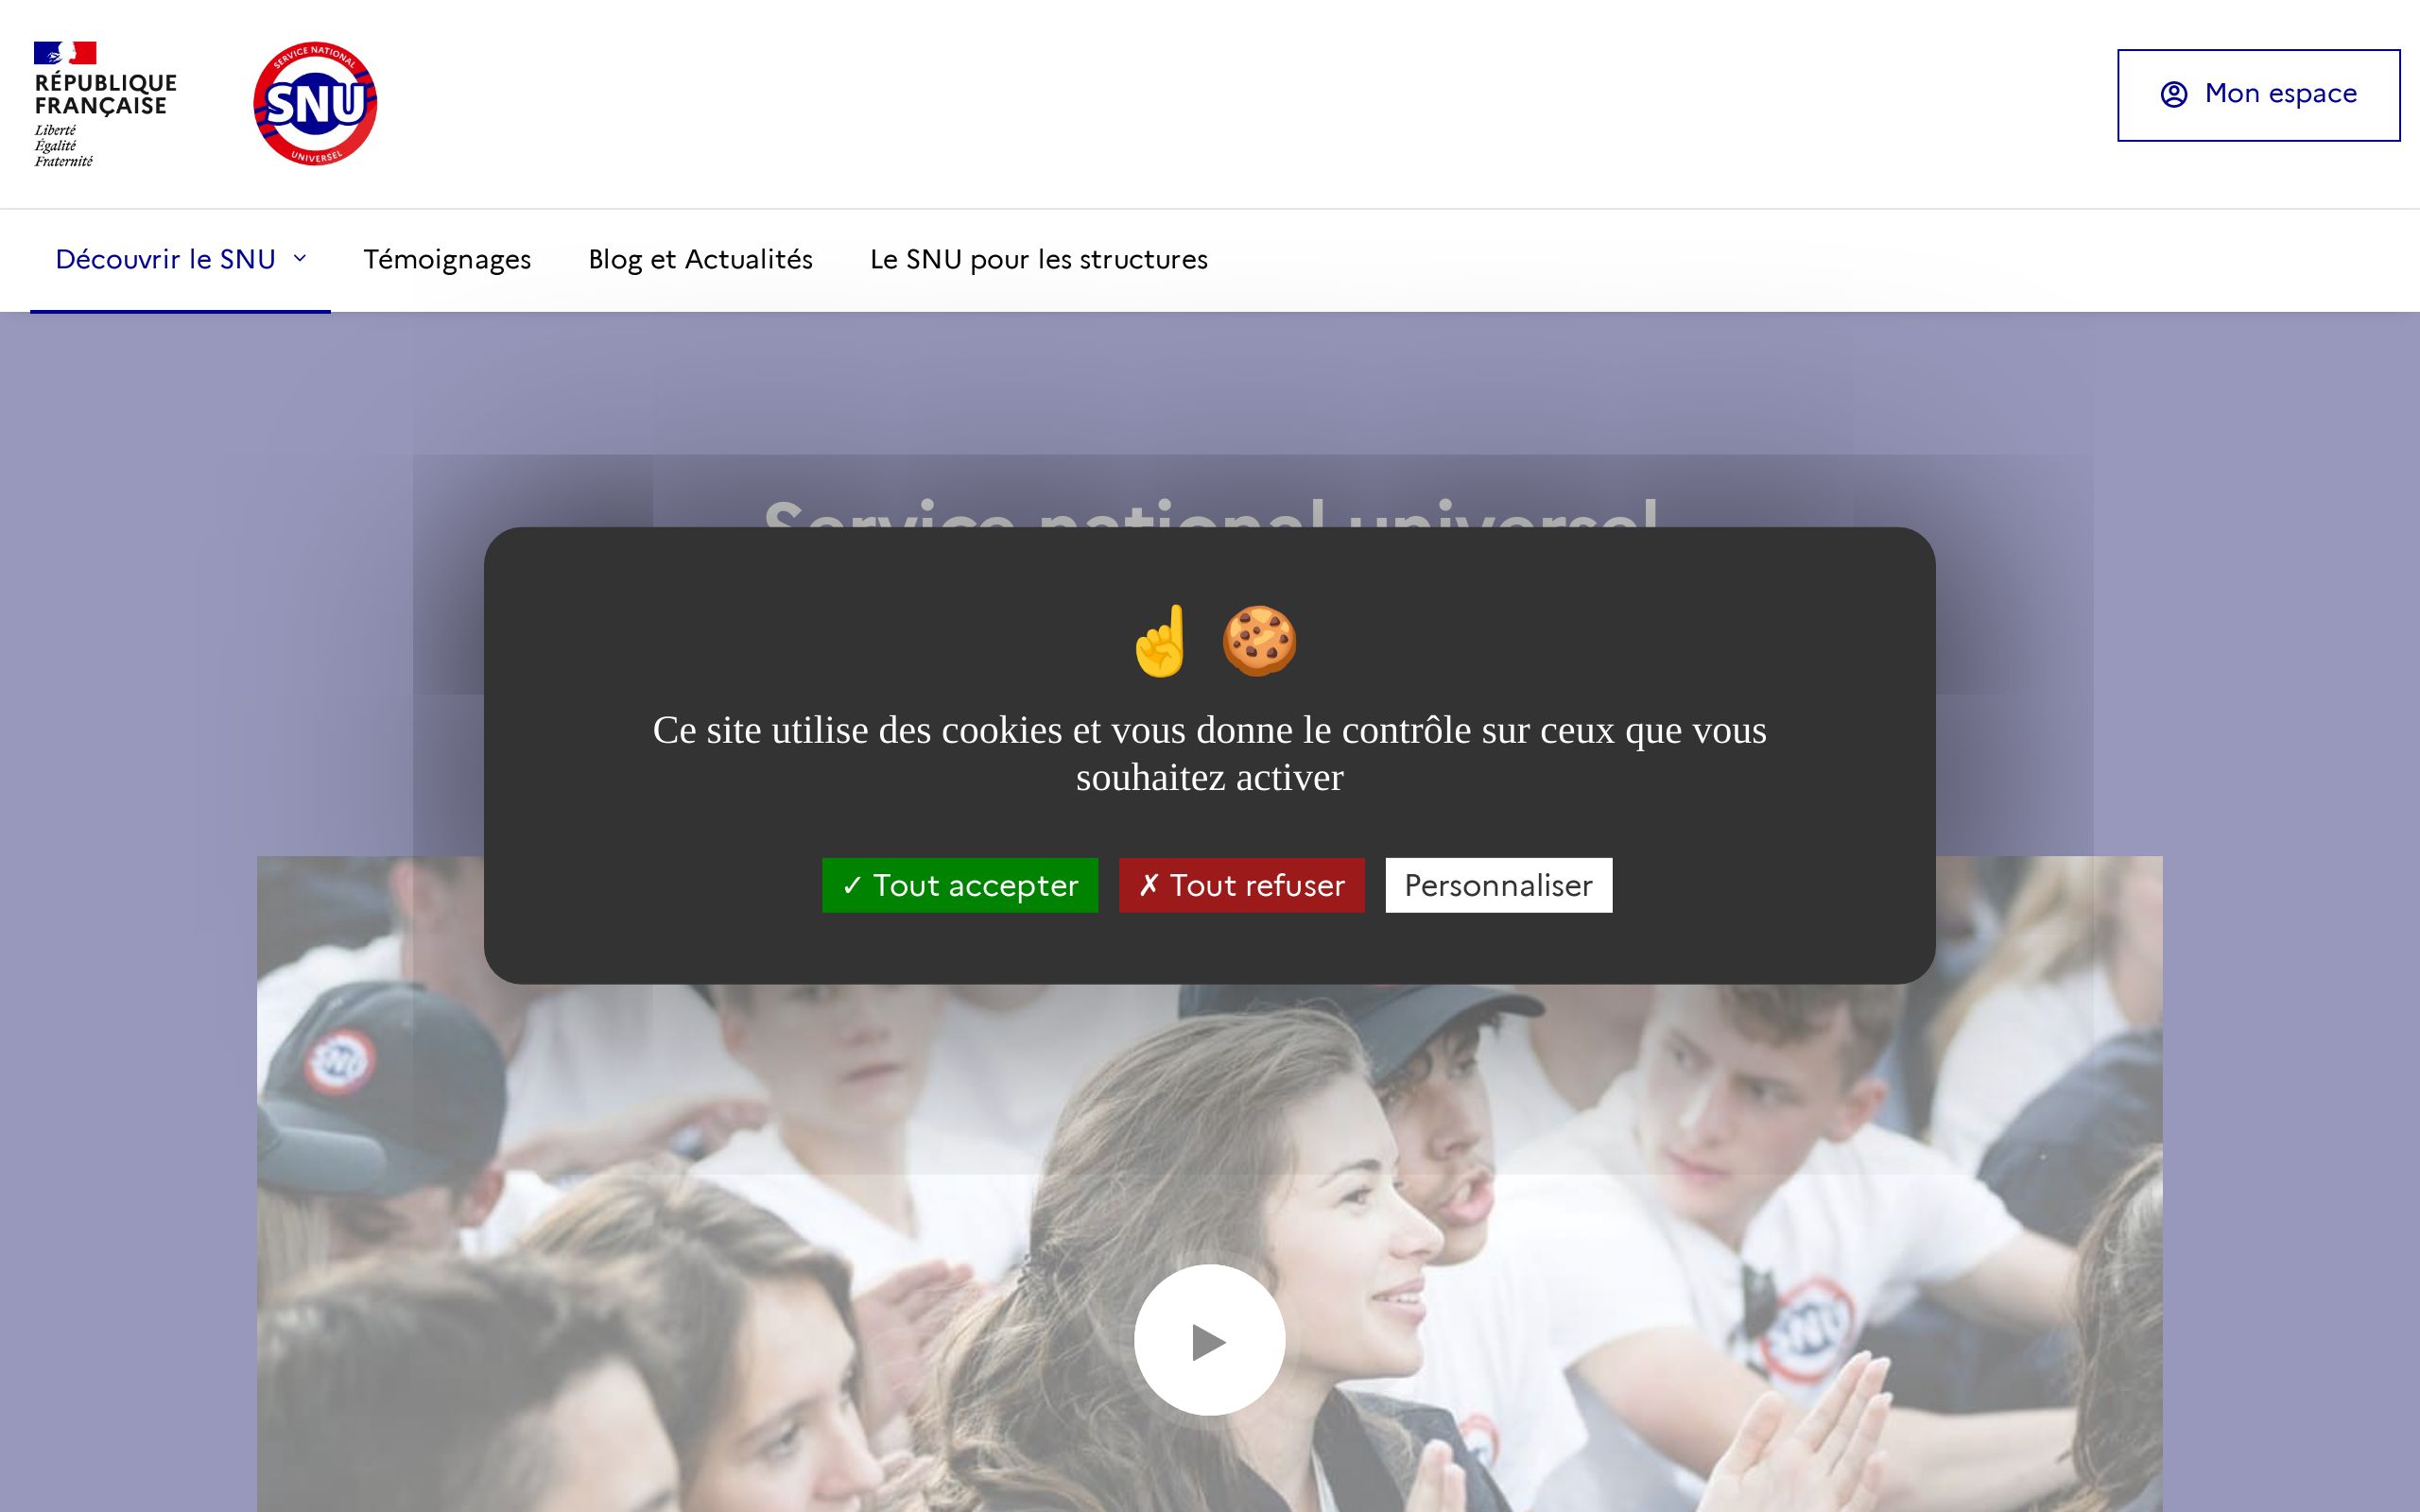 RÉPUBLIQUE
FRANÇAISE
Liberté
Égalité
Fraternité
SERVICE NATIONAL
SNU
UNIVERSEL
Mon espace
Découvrir le SNU
Témoignages
Blog et Actualités
Le SNU pour les structures
Service national universel
☝️ 🍪
Ce site utilise des cookies et vous donne le contrôle sur ceux que vous
souhaitez activer
✓ Tout accepter
✗ Tout refuser
Personnaliser
SNU
SNU